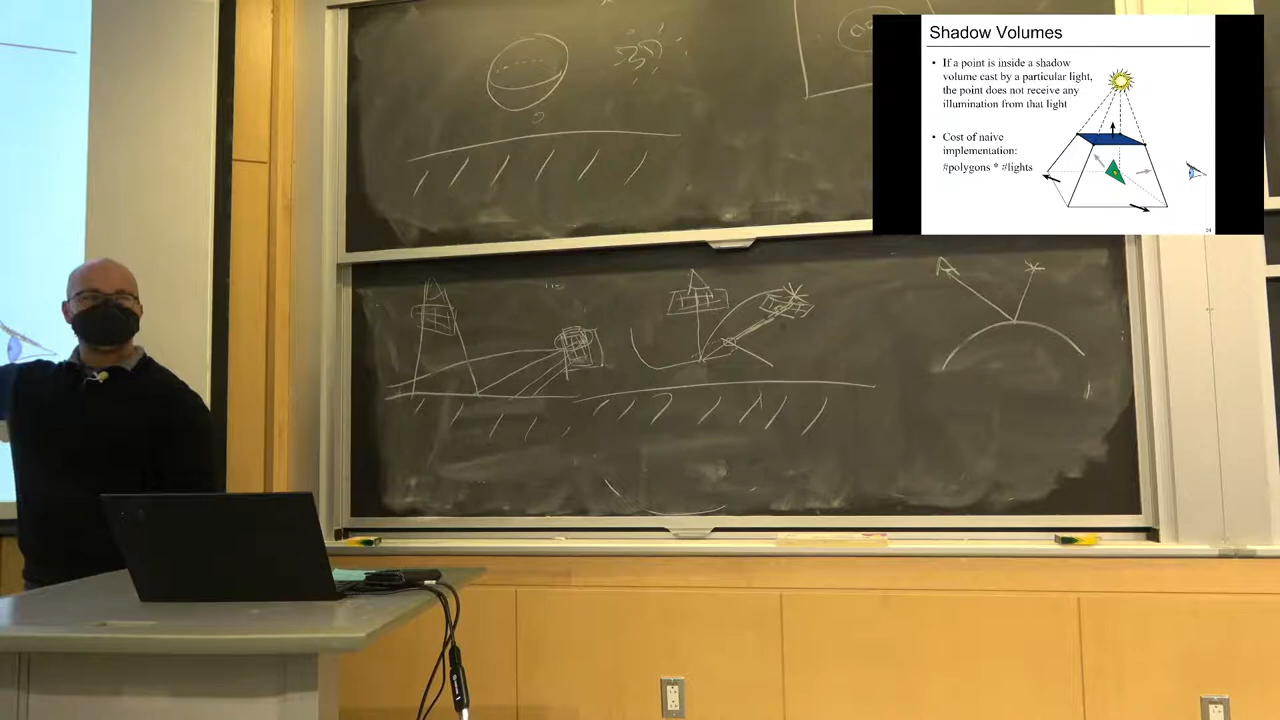 Shadow Volumes
• If a point is inside a shadow
volume cast by a particular light,
the point does not receive any
illumination from that light
• Cost of naive
implementation:
#polygons * #lights